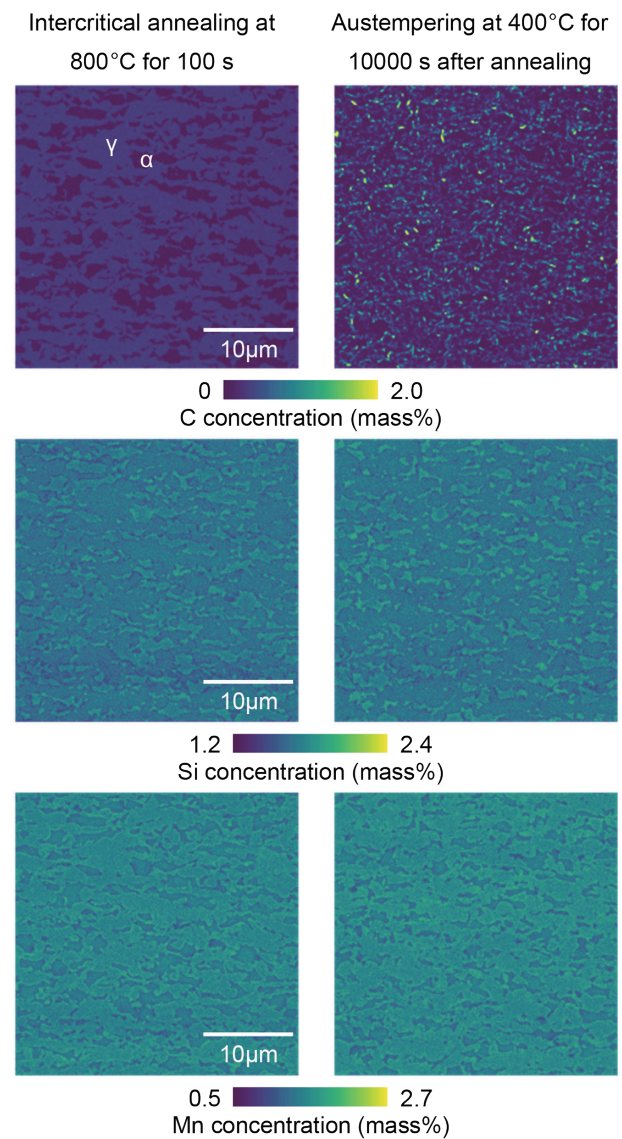 Intercritical annealing at
800°C for 100 s
Austempering at 400°C for
10000 s after annealing
γ
α
10μm
0
2.0
C concentration (mass%)
10μm
1.2
2.4
Si concentration (mass%)
10μm
0.5
2.7
Mn concentration (mass%)